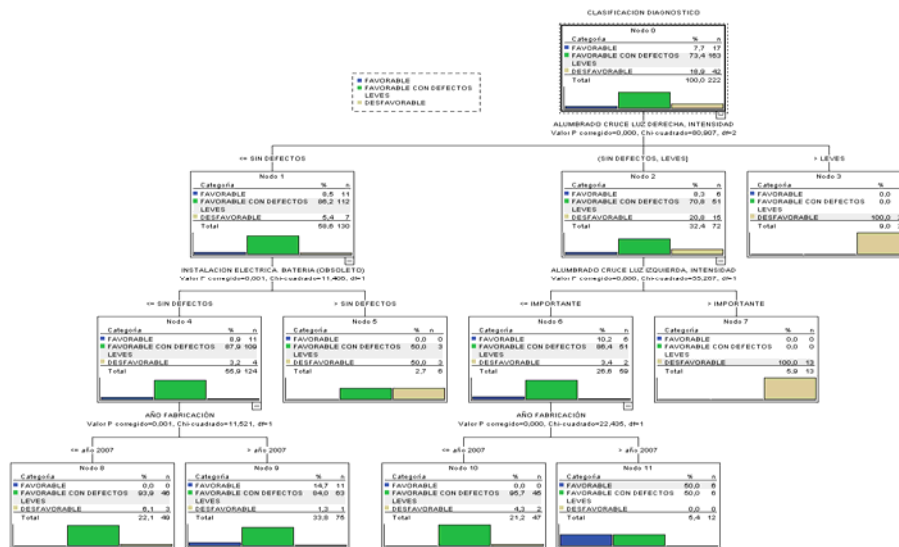 CLASIFICACION DIAGNOSTICO
Nodo 0
Categoría % n
FAVORABLE 7,7 17
FAVORABLE CON DEFECTOS 73,4 163
LEVES
DESFAVORABLE 18,9 42
Total 100,0 222
FAVORABLE
FAVORABLE CON DEFECTOS
LEVES
DESFAVORABLE
ALUMBRADO CRUCE LUZ DERECHA, INTENSIDAD
Valor P corregido=0,000, Chi-cuadrado=80,907, df=2
<= SIN DEFECTOS
(SIN DEFECTOS, LEVES]
> LEVES
Nodo 1
Categoría % n
FAVORABLE 8,5 11
FAVORABLE CON DEFECTOS 86,2 112
LEVES
DESFAVORABLE 5,4 7
Total 58,6 130
Nodo 2
Categoría % n
FAVORABLE 8,3 6
FAVORABLE CON DEFECTOS 70,8 51
LEVES
DESFAVORABLE 20,8 15
Total 32,4 72
Nodo 3
Categoría %
FAVORABLE 0,0
FAVORABLE CON DEFECTOS 0,0
LEVES
DESFAVORABLE 100,0
Total 9,0
INSTALACION ELECTRICA. BATERIA (OBSOLETO)
Valor P corregido=0,001, Chi-cuadrado=11,406, df=1
ALUMBRADO CRUCE LUZ IZQUIERDA, INTENSIDAD
Valor P corregido=0,000, df=1
<= SIN DEFECTOS
> SIN DEFECTOS
<= IMPORTANTE
> IMPORTANTE
Nodo 4
Categoría % n
FAVORABLE 8,9 11
FAVORABLE CON DEFECTOS 87,9 109
LEVES
DESFAVORABLE 3,2 4
Total 55,9 124
Nodo 5
Categoría % n
FAVORABLE 0,0 0
FAVORABLE CON DEFECTOS 50,0 3
LEVES
DESFAVORABLE 50,0 3
Total 2,7 6
Nodo 6
Categoría % n
FAVORABLE 10,2 6
FAVORABLE CON DEFECTOS 86,4 51
LEVES
DESFAVORABLE 3,4 2
Total 26,6 59
Nodo 7
Categoría % n
FAVORABLE 0,0 0
FAVORABLE CON DEFECTOS 0,0 0
LEVES
DESFAVORABLE 100,0 13
Total 5,9 13
AÑO FABRICACIÓN
Valor P corregido=0,001, Chi-cuadrado=11,521, df=1
AÑO FABRICACIÓN
Valor P corregido=0,000, Chi-cuadrado=22,435, df=1
<= año 2007
> año 2007
<= año 2007
> año 2007
Nodo 8
Categoría % n
FAVORABLE 0,0 0
FAVORABLE CON DEFECTOS 93,9 46
LEVES
DESFAVORABLE 6,1 3
Total 22,1 49
Nodo 9
Categoría % n
FAVORABLE 14,7 11
FAVORABLE CON DEFECTOS 84,0 63
LEVES
DESFAVORABLE 1,3 1
Total 33,8 75
Nodo 10
Categoría % n
FAVORABLE 0,0 0
FAVORABLE CON DEFECTOS 95,7 45
LEVES
DESFAVORABLE 4,3 2
Total 21,2 47
Nodo 11
Categoría % n
FAVORABLE 50,0 6
FAVORABLE CON DEFECTOS 50,0 6
LEVES
DESFAVORABLE 0,0 0
Total 5,4 12